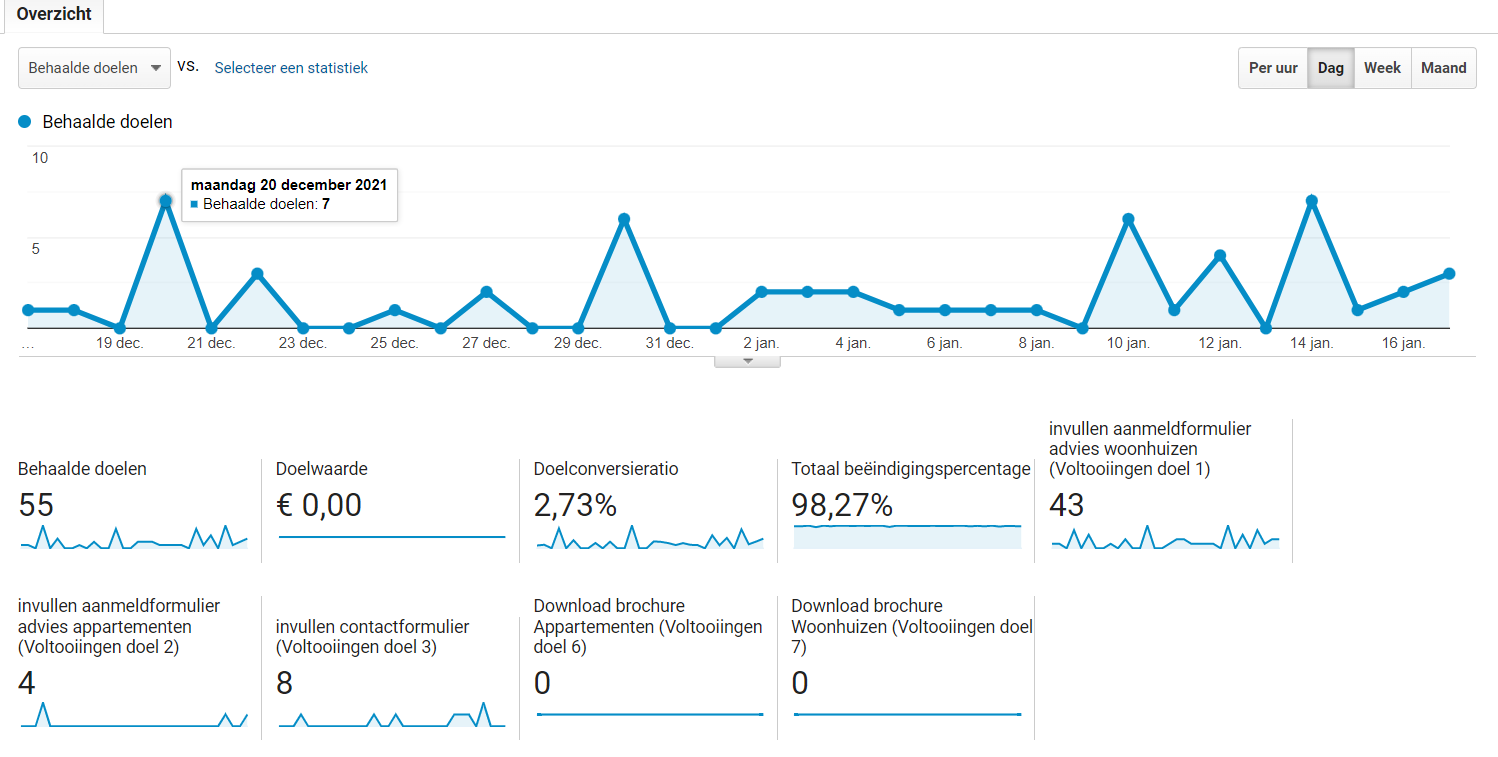 Overzicht
Behaalde doelen
vs.
Selecteer een statistiek
Per uur
Dag
Week
Maand
Behaalde doelen
10
maandag 20 december 2021
Behaalde doelen: 7
5
...
19 dec.
21 dec.
23 dec.
25 dec.
27 dec.
29 dec.
31 dec.
2 jan.
4 jan.
6 jan.
8 jan.
10 jan.
12 jan.
14 jan.
16 jan.
Behaalde doelen
55
Doelwaarde
€ 0,00
Doelconversieratio
2,73%
Totaal beëindigingspercentage
98,27%
invullen aanmeldformulier
advies woonhuizen
(Voltooiingen doel 1)
43
invullen aanmeldformulier
advies appartementen
(Voltooiingen doel 2)
4
invullen contactformulier
(Voltooiingen doel 3)
8
Download brochure
Appartementen (Voltooiingen
doel 6)
0
Download brochure
Woonhuizen (Voltooiingen doel
7)
0